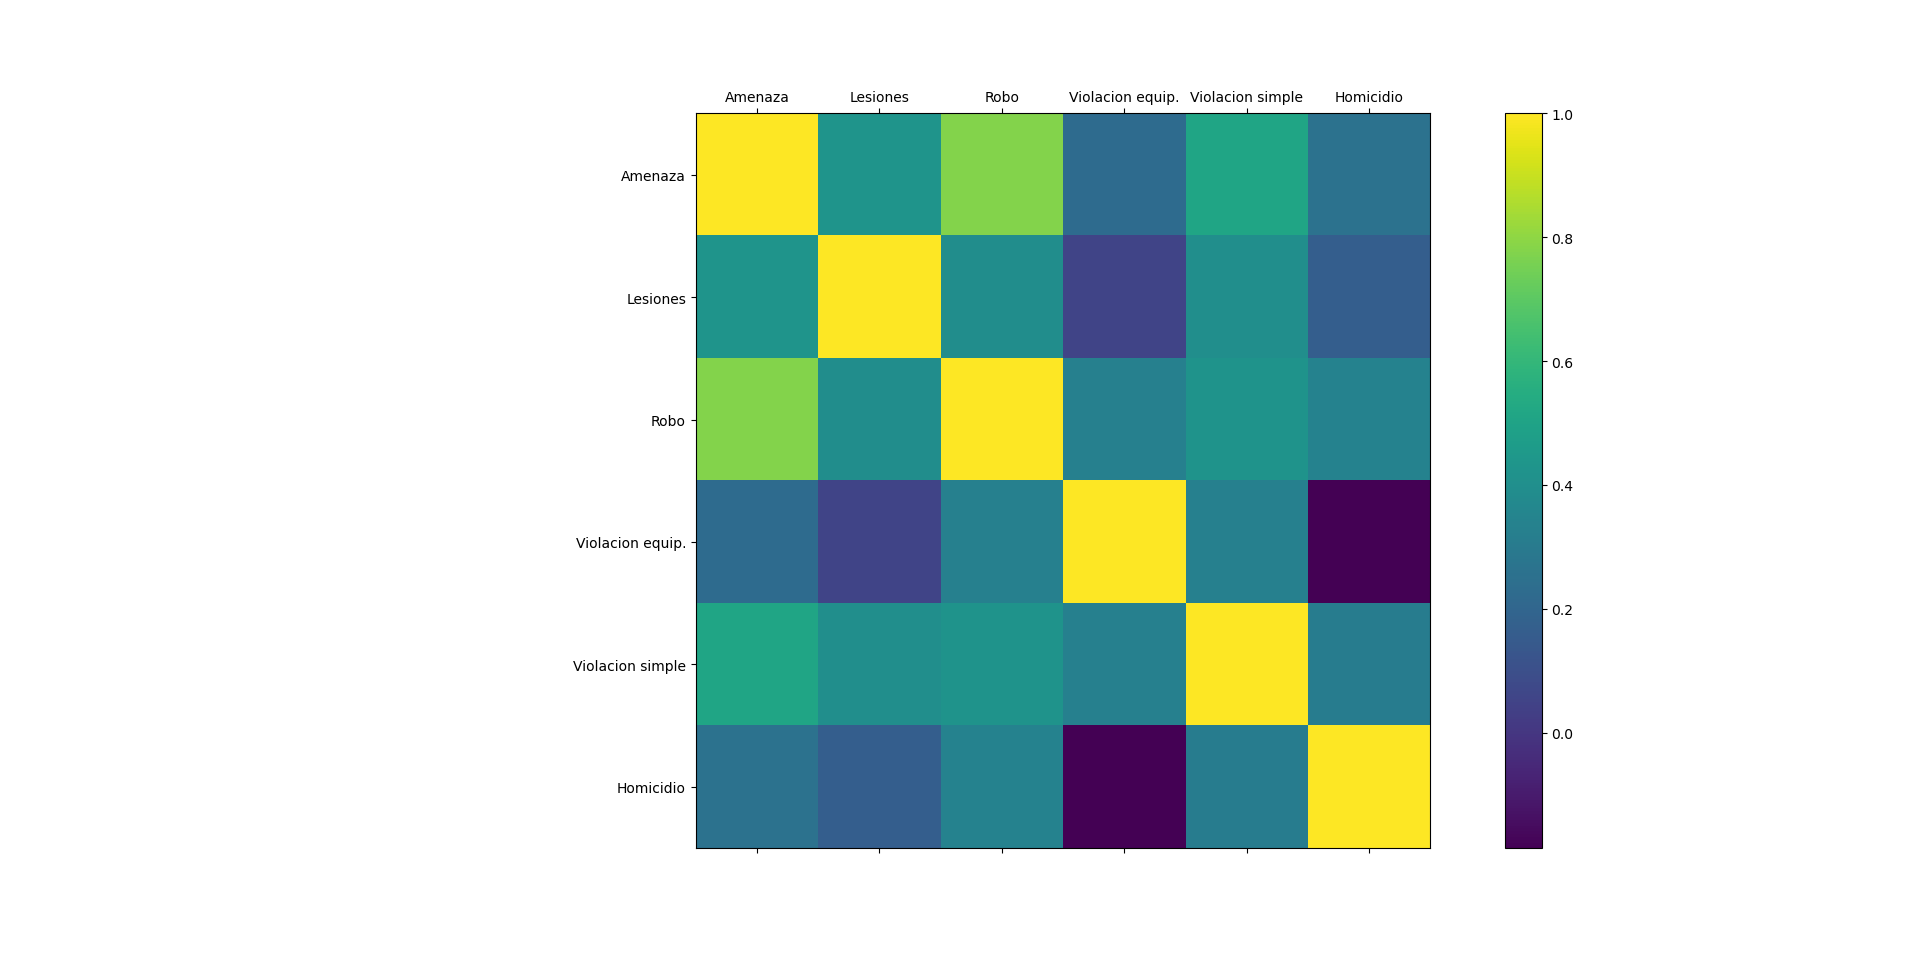 Amenaza Lesiones Robo Violacion equip. Violacion simple Homicidio
Amenaza
Lesiones
Robo
Violacion equip.
Violacion simple
Homicidio
1.0
0.8
0.6
0.4
0.2
0.0